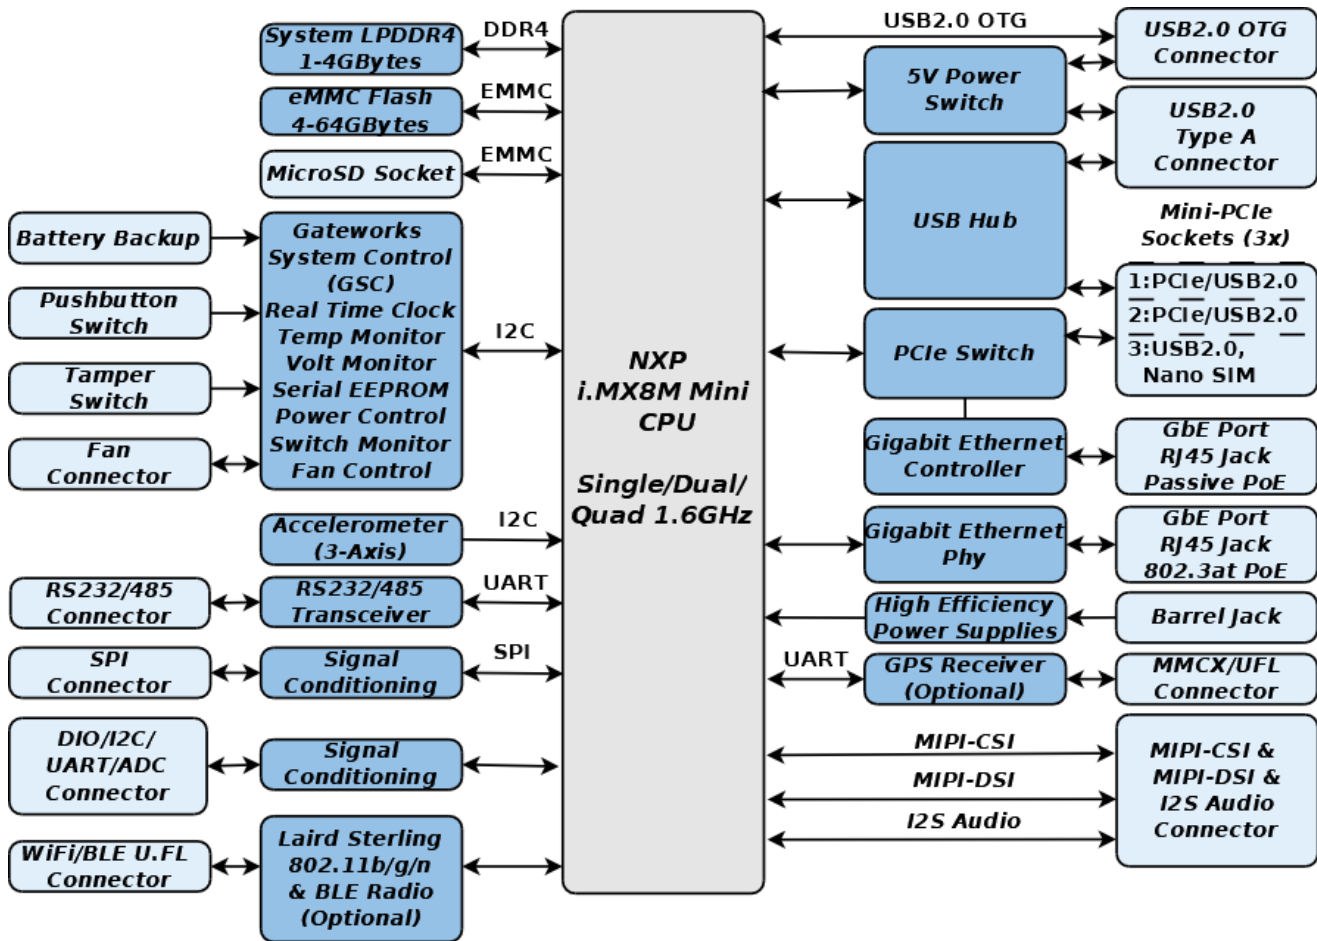 System LPDDR4
1-4GBytes
DDR4
eMMC Flash
4-64GBytes
EMMC
MicroSD Socket
EMMC
Battery Backup
Pushbutton
Switch
Tamper
Switch
Fan
Connector
Gateworks
System Control
(GSC)
Real Time Clock
Temp Monitor
Volt Monitor
Serial EEPROM
Power Control
Switch Monitor
Fan Control
I2C
Accelerometer
(3-Axis)
I2C
RS232/485
Connector
RS232/485
Transceiver
UART
SPI
Connector
Signal
Conditioning
SPI
DIO/I2C/
UART/ADC
Connector
Signal
Conditioning
WiFi/BLE U.FL
Connector
Laird Sterling
802.11b/g/n
& BLE Radio
(Optional)
NXP
i.MX8M Mini
CPU
Single/Dual/
Quad 1.6GHz
USB2.0 OTG
USB2.0 OTG
Connector
5V Power
Switch
USB2.0
Type A
Connector
USB Hub
Mini-PCIe
Sockets (3x)
1:PCIe/USB2.0
2:PCIe/USB2.0
3:USB2.0,
Nano SIM
PCIe Switch
Gigabit Ethernet
Controller
GbE Port
RJ45 Jack
Passive PoE
Gigabit Ethernet
Phy
GbE Port
RJ45 Jack
802.3at PoE
High Efficiency
Power Supplies
Barrel Jack
UART
GPS Receiver
(Optional)
MMCX/UFL
Connector
MIPI-CSI
MIPI-DSI
I2S Audio
MIPI-CSI &
MIPI-DSI &
I2S Audio
Connector